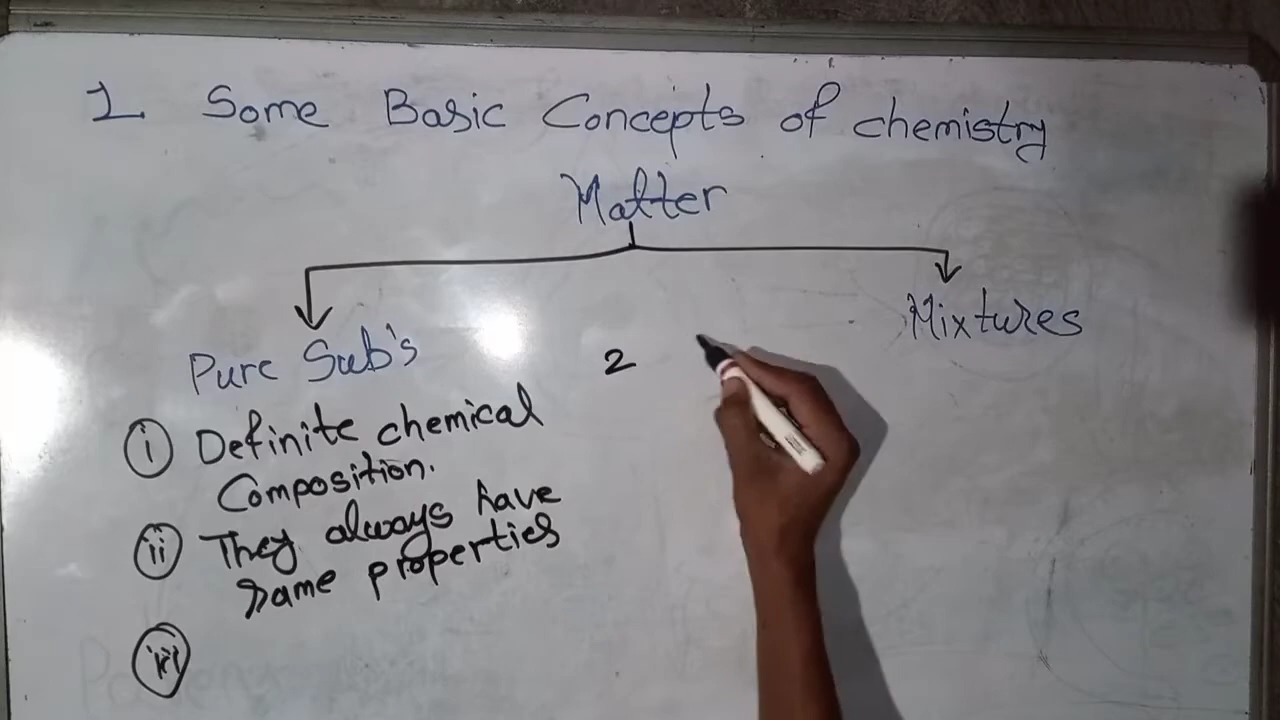 1. Some Basic Concepts of chemistry
Matter
Pure Sub's
Mixtures
2
(i) Definite chemical
Composition.
(ii) They always have
same properties
(iii)